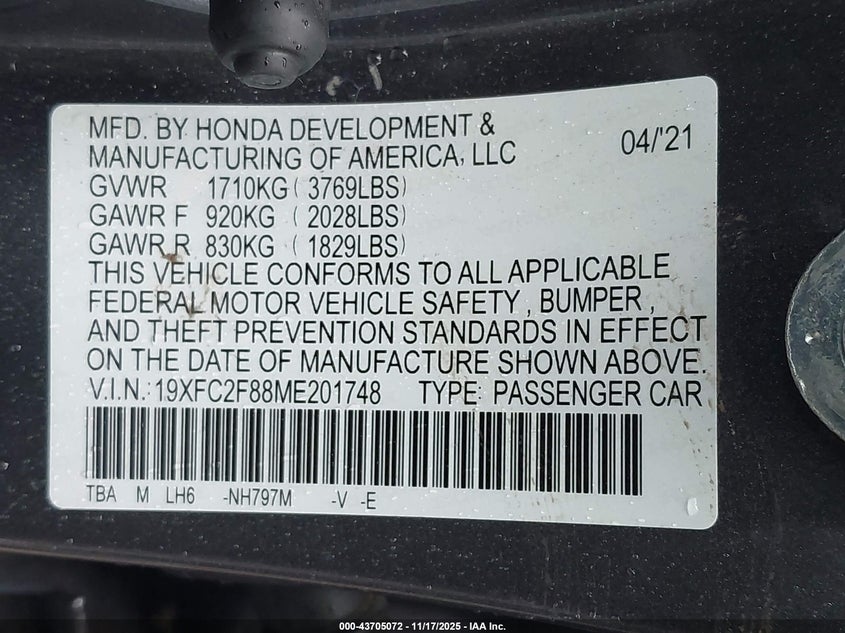 MFD. BY HONDA DEVELOPMENT &
MANUFACTURING OF AMERICA, LLC
04/'21
GVWR 1710KG ( 3769LBS)
GAWR F 920KG ( 2028LBS)
GAWR R 830KG ( 1829LBS)
THIS VEHICLE CONFORMS TO ALL APPLICABLE
FEDERAL MOTOR VEHICLE SAFETY , BUMPER ,
AND THEFT PREVENTION STANDARDS IN EFFECT
ON THE DATE OF MANUFACTURE SHOWN ABOVE.
V.I.N.: 19XFC2F88ME201748 TYPE: PASSENGER CAR
TBA M LH6 -NH797M -V -E
000-43705072 - 11/17/2025 - IAA Inc.